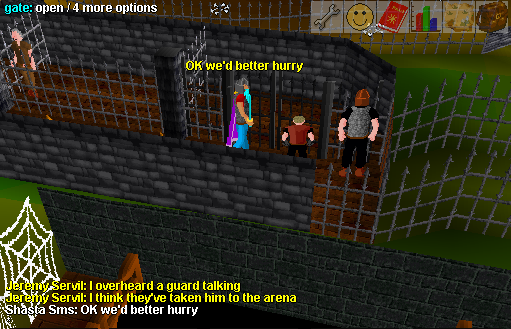 gate: open / 4 more options
OK we'd better hurry
Jeremy Servil: I overheard a guard talking
Jeremy Servil: I think they've taken him to the arena
Shasta Sms: OK we'd better hurry